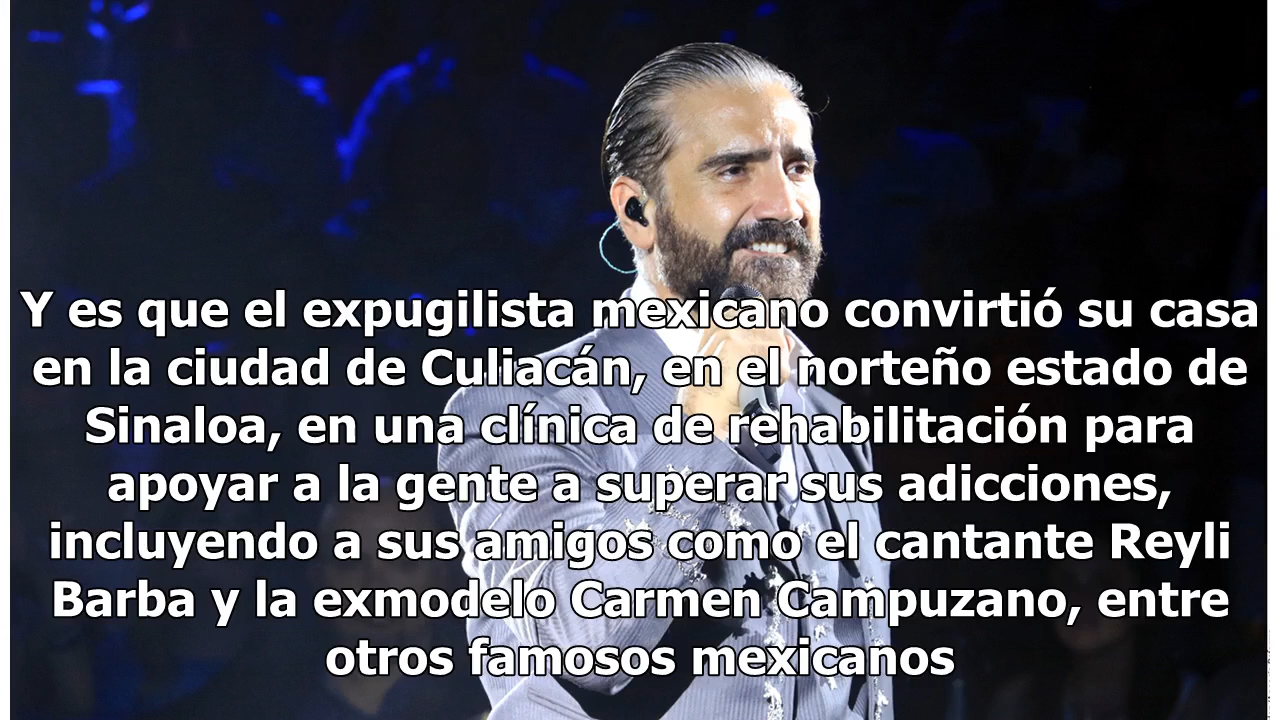 Y es que el expugilista mexicano convirtió su casa
en la ciudad de Culiacán, en el norteño estado de
Sinaloa, en una clínica de rehabilitación para
apoyar a la gente a superar sus adicciones,
incluyendo a sus amigos como el cantante Reyli
Barba y la exmodelo Carmen Campuzano, entre
otros famosos mexicanos